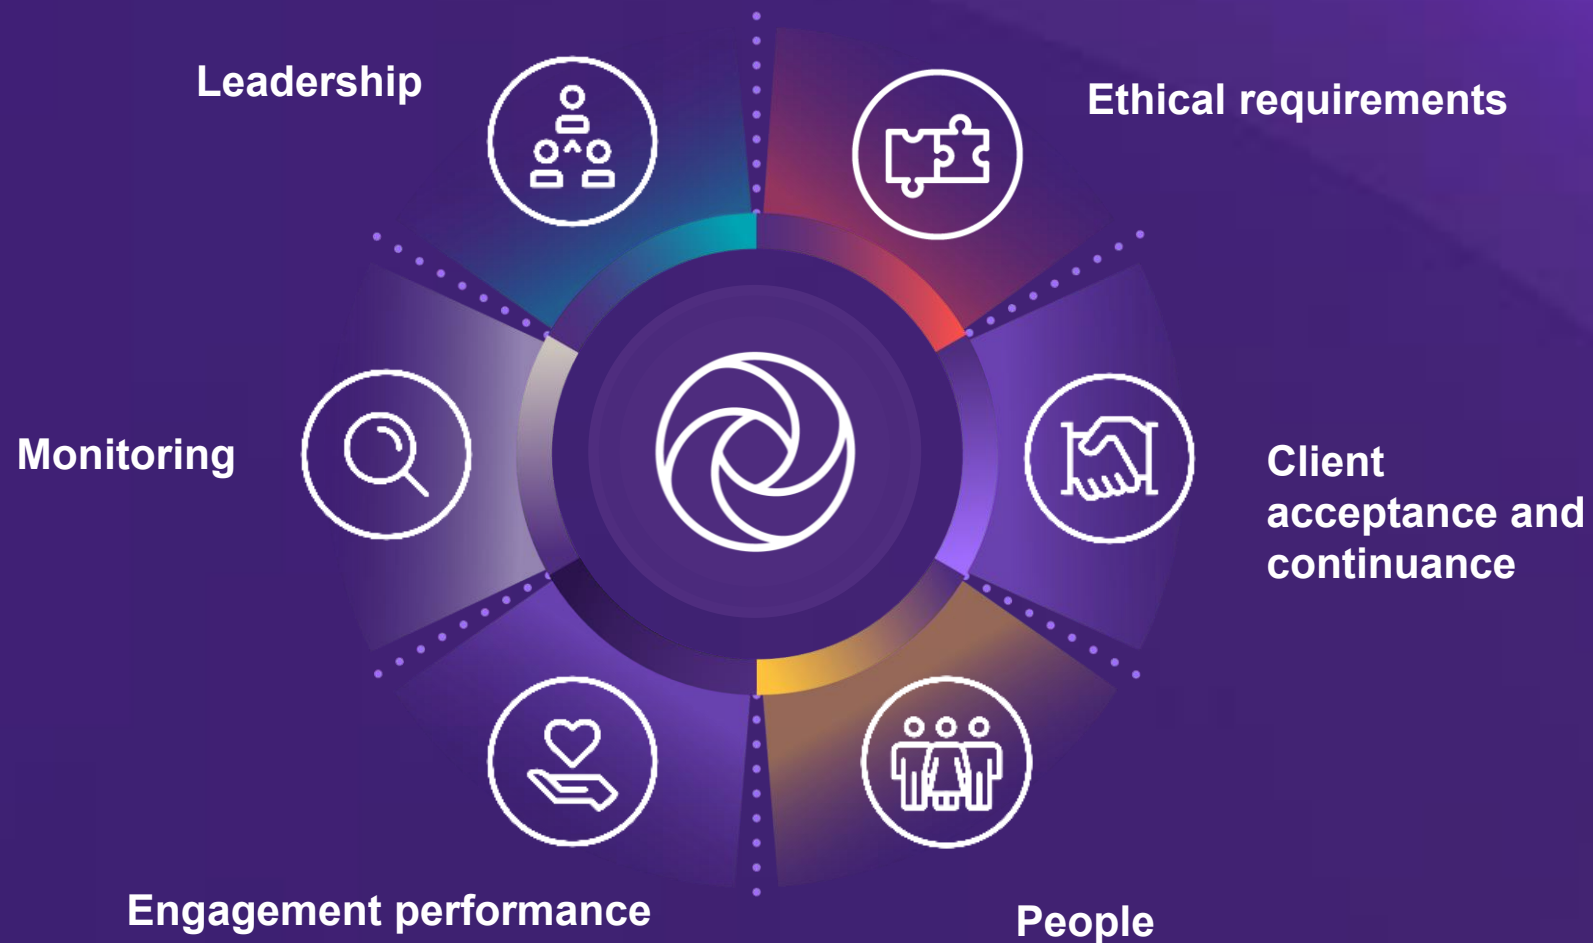 Leadership
Ethical requirements
Monitoring
Client
acceptance and
continuance
Engagement performance
People